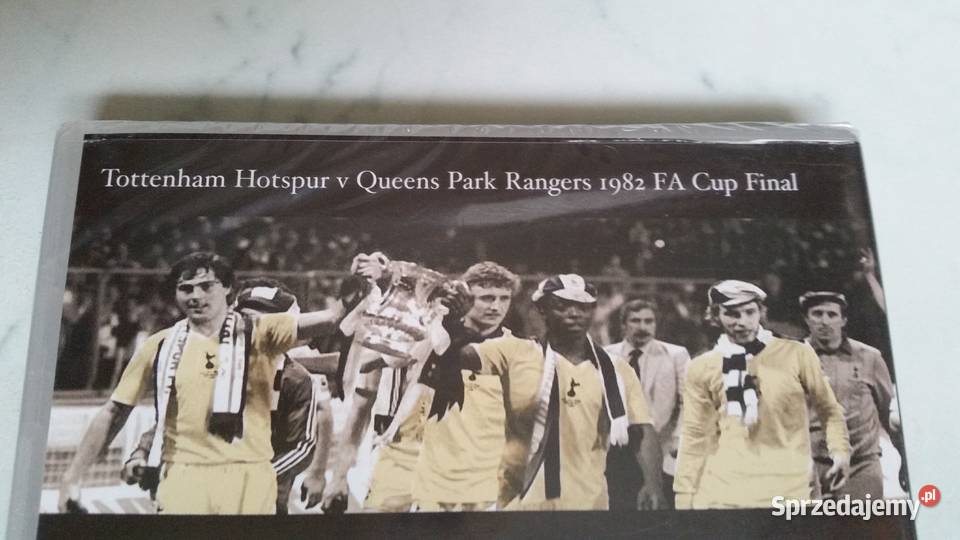 Tottenham Hotspur v Queens Park Rangers 1982 FA Cup Final
Sprzedajemy.pl